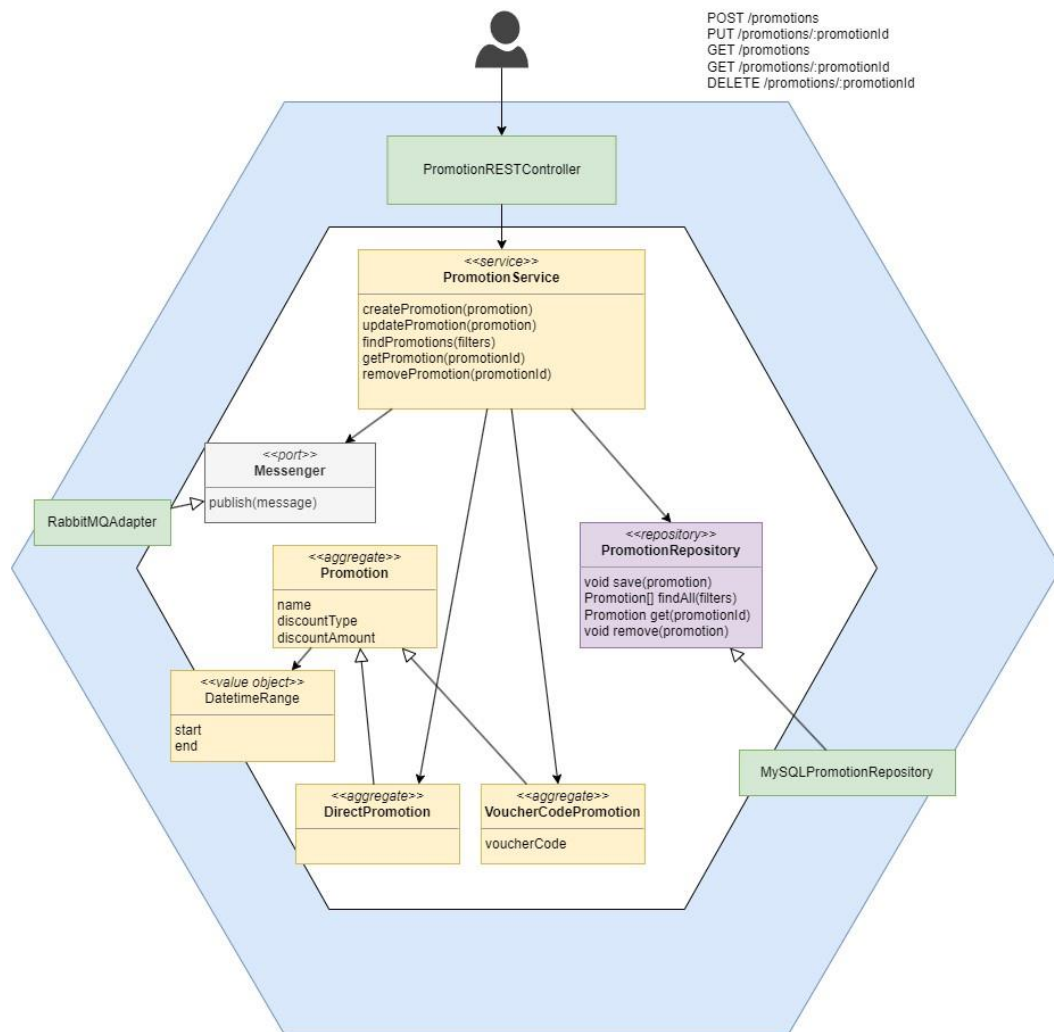 POST /promotions
PUT /promotions/:promotionId
GET /promotions
GET /promotions/:promotionId
DELETE /promotions/:promotionId
PromotionRESTController
<<service>>
PromotionService
createPromotion(promotion)
updatePromotion(promotion)
findPromotions(filters)
getPromotion(promotionId)
removePromotion(promotionId)
<<port>>
Messenger
publish(message)
RabbitMQAdapter
<<repository>>
PromotionRepository
void save(promotion)
Promotion[] findAll(filters)
Promotion get(promotionId)
void remove(promotion)
<<aggregate>>
Promotion
name
discountType
discountAmount
<<value object>>
DatetimeRange
start
end
MySQLPromotionRepository
<<aggregate>>
DirectPromotion
<<aggregate>>
VoucherCodePromotion
voucherCode